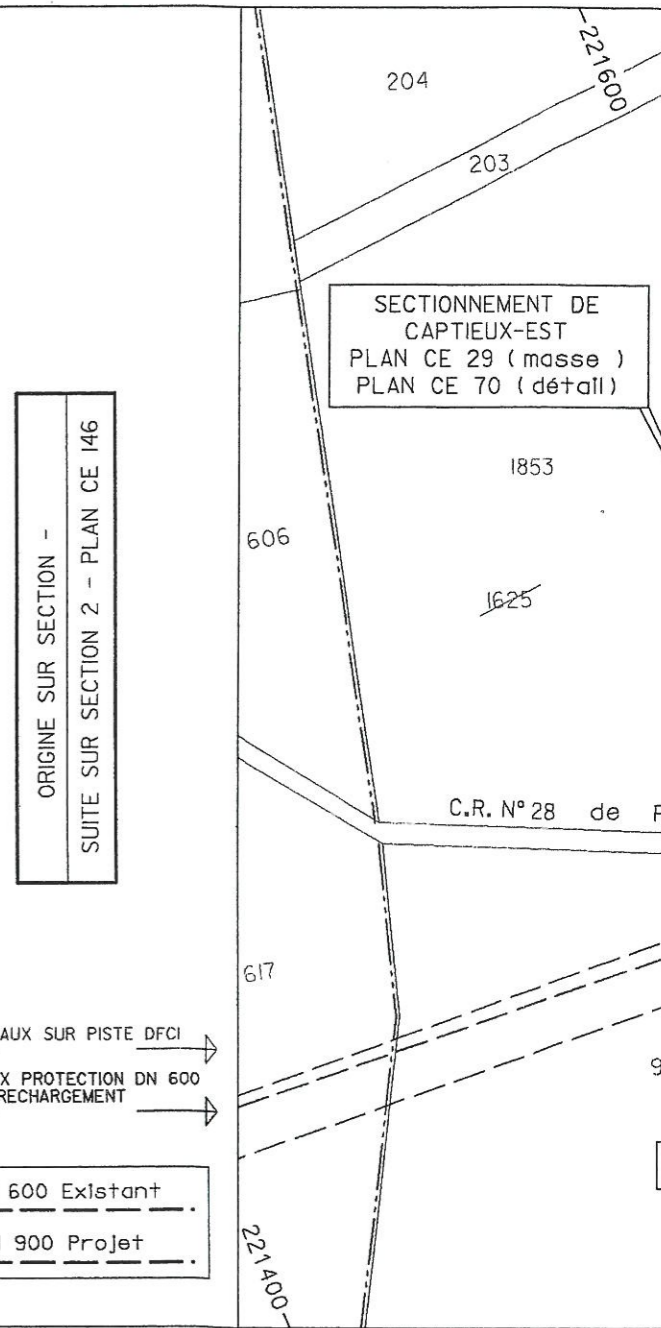 204
221600
203
SECTIONNEMENT DE
CAPTIEUX-EST
PLAN CE 29 ( masse )
PLAN CE 70 ( détail)
ORIGINE SUR SECTION -
SUITE SUR SECTION 2 - PLAN CE 146
1853
606
1625
C.R. N° 28 de
617
AUX SUR PISTE DFCI
X PROTECTION DN 600
RECHARGEMENT
9
600 Existant
900 Projet
221400